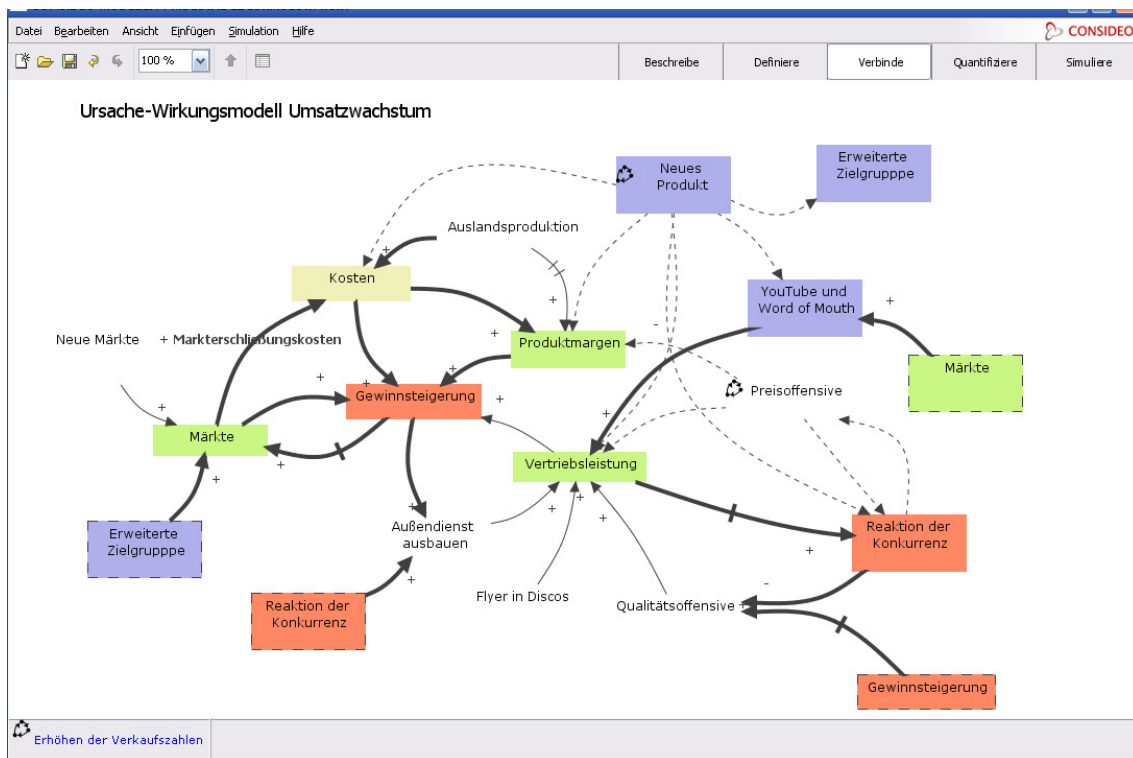 Datei Bearbeiten Ansicht Einfügen Simulation Hilfe
CONSIDEO
100 %
Beschreibe Definiere Verbinde Quantifiziere Simuliere
Ursache-Wirkungsmodell Umsatzwachstum
Neues
Produkt
Erweiterte
Zielgrupppe
Auslandsproduktion
+
Kosten
+
YouTube und
Word of Mouth
+
-
Neue Märkte
+ Markterschließungskosten
+
Produktmargen
Märkte
+
+
+
Gewinnsteigerung
+
Preisoffensive
+
+
Märkte
+
+
Vertriebsleistung
+
+
+
+
+
Außendienst
ausbauen
+
Erweiterte
Zielgrupppe
Reaktion der
Konkurrenz
+
Flyer in Discos
-
Reaktion der
Konkurrenz
Qualitätsoffensive +
Gewinnsteigerung
Erhöhen der Verkaufszahlen